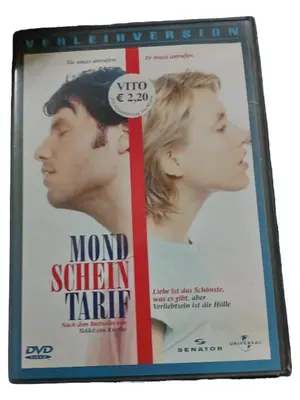 VERLEIHVERSION
Sie muss anrufen. Er muss anrufen.
VITO
€ 2,20
MOND
SCHEIN
TARIF
Nach dem Bestseller von
Ildikó von Kürthy
Liebe ist das Schönste,
was es gibt, aber
Verliebtsein ist die Hölle
DVD
VIDEO
SENATOR
UNIVERSAL